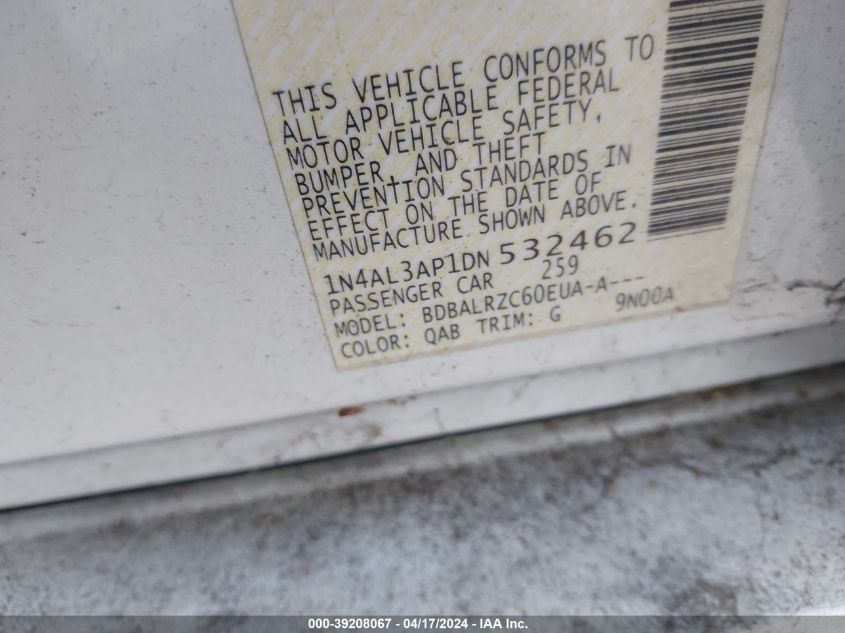 THIS VEHICLE CONFORMS TO
ALL APPLICABLE FEDERAL
MOTOR VEHICLE SAFETY,
BUMPER, AND THEFT
PREVENTION STANDARDS IN
EFFECT ON THE DATE OF
MANUFACTURE SHOWN ABOVE.
1N4AL3AP1DN 532462
PASSENGER CAR 259
MODEL: BDBALRZC60EUA-A---
COLOR: QAB TRIM: G 9N00A
000-39208067 - 04/17/2024 - IAA Inc.